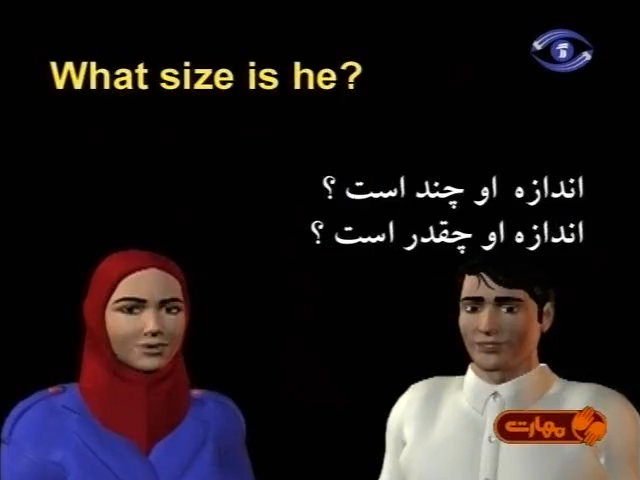 What size is he?
اندازه او چند است ؟
اندازه او چقدر است ؟
مهارت